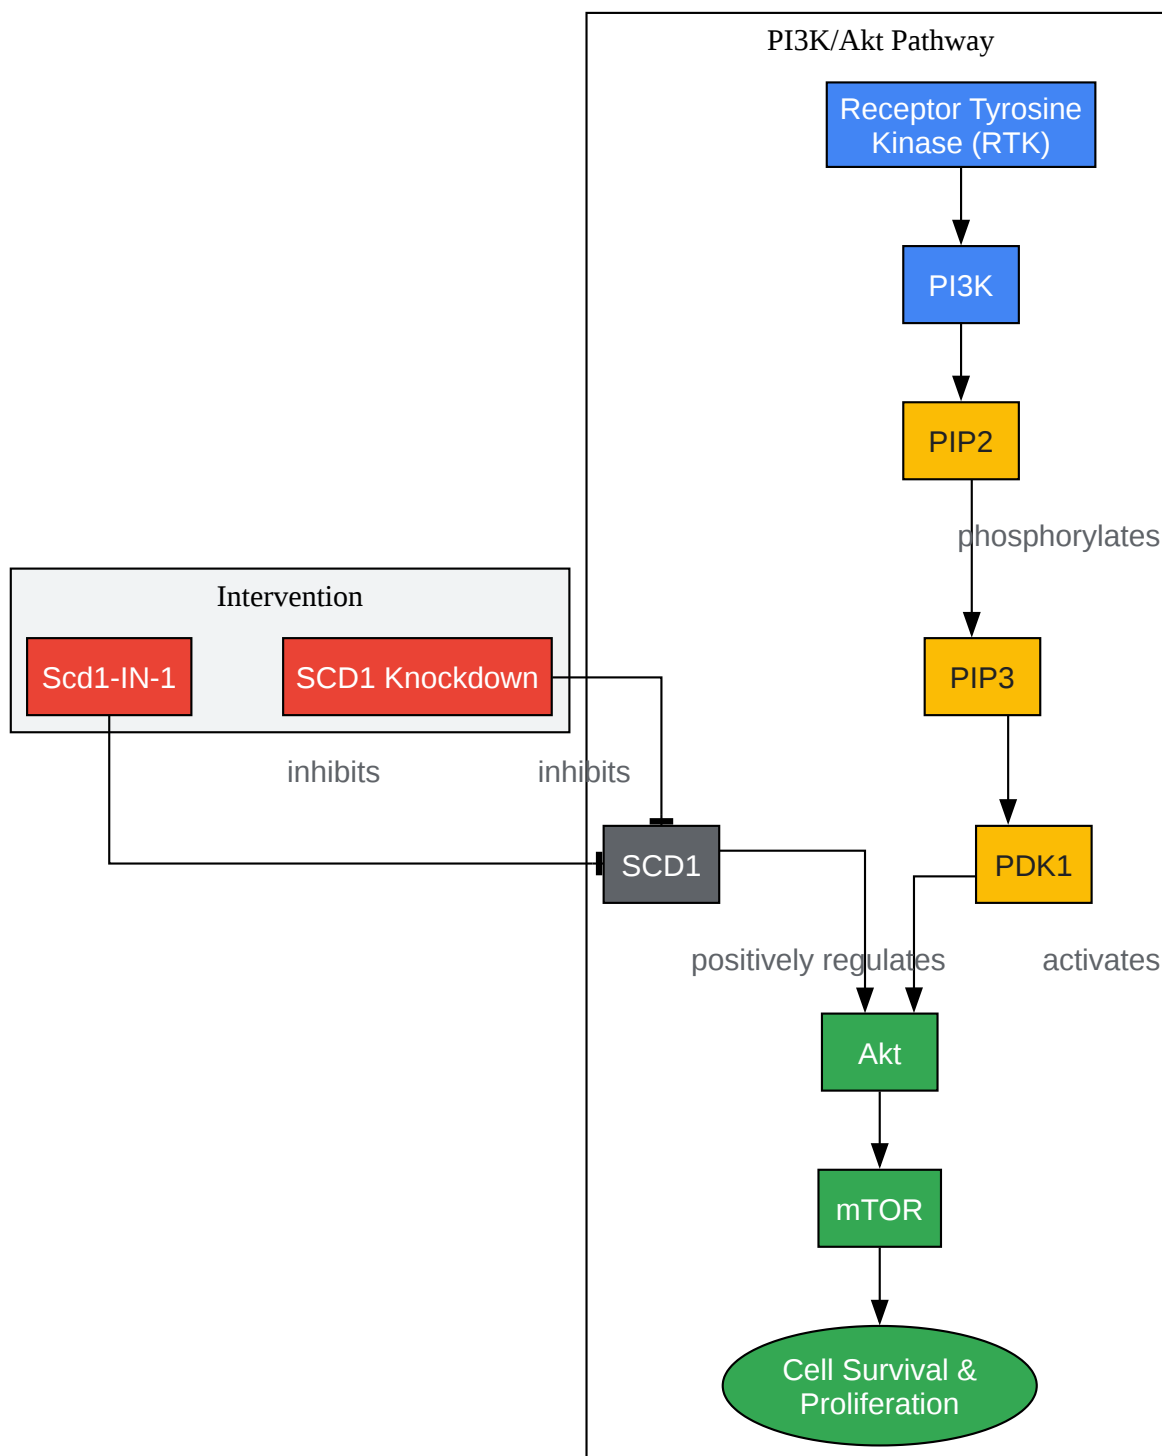 PI3K/Akt Pathway
Receptor Tyrosine
Kinase (RTK)
PI3K
PIP2
phosphorylates
Intervention
Scd1-IN-1
SCD1 Knockdown
PIP3
inhibits
inhibits
SCD1
PDK1
positively regulates
activates
Akt
mTOR
Cell Survival &
Proliferation